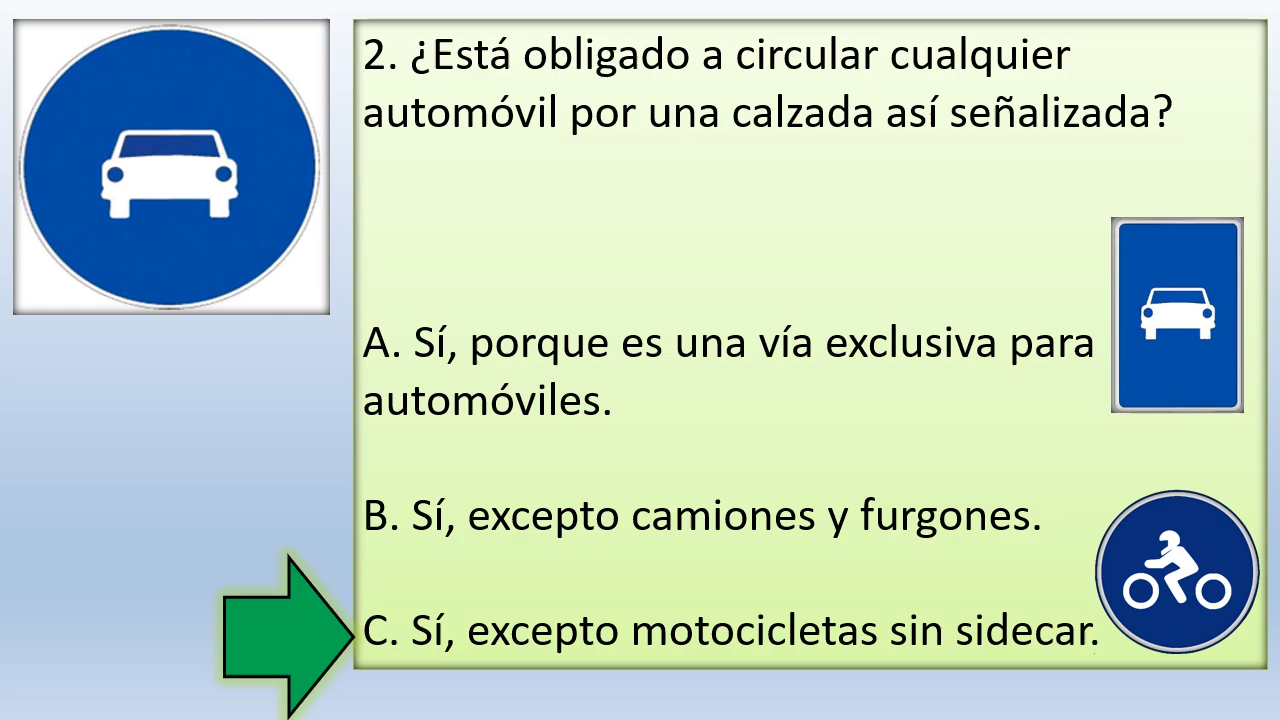 2. ¿Está obligado a circular cualquier
automóvil por una calzada así señalizada?
A. Sí, porque es una vía exclusiva para
automóviles.
B. Sí, excepto camiones y furgones.
C. Sí, excepto motocicletas sin sidecar.